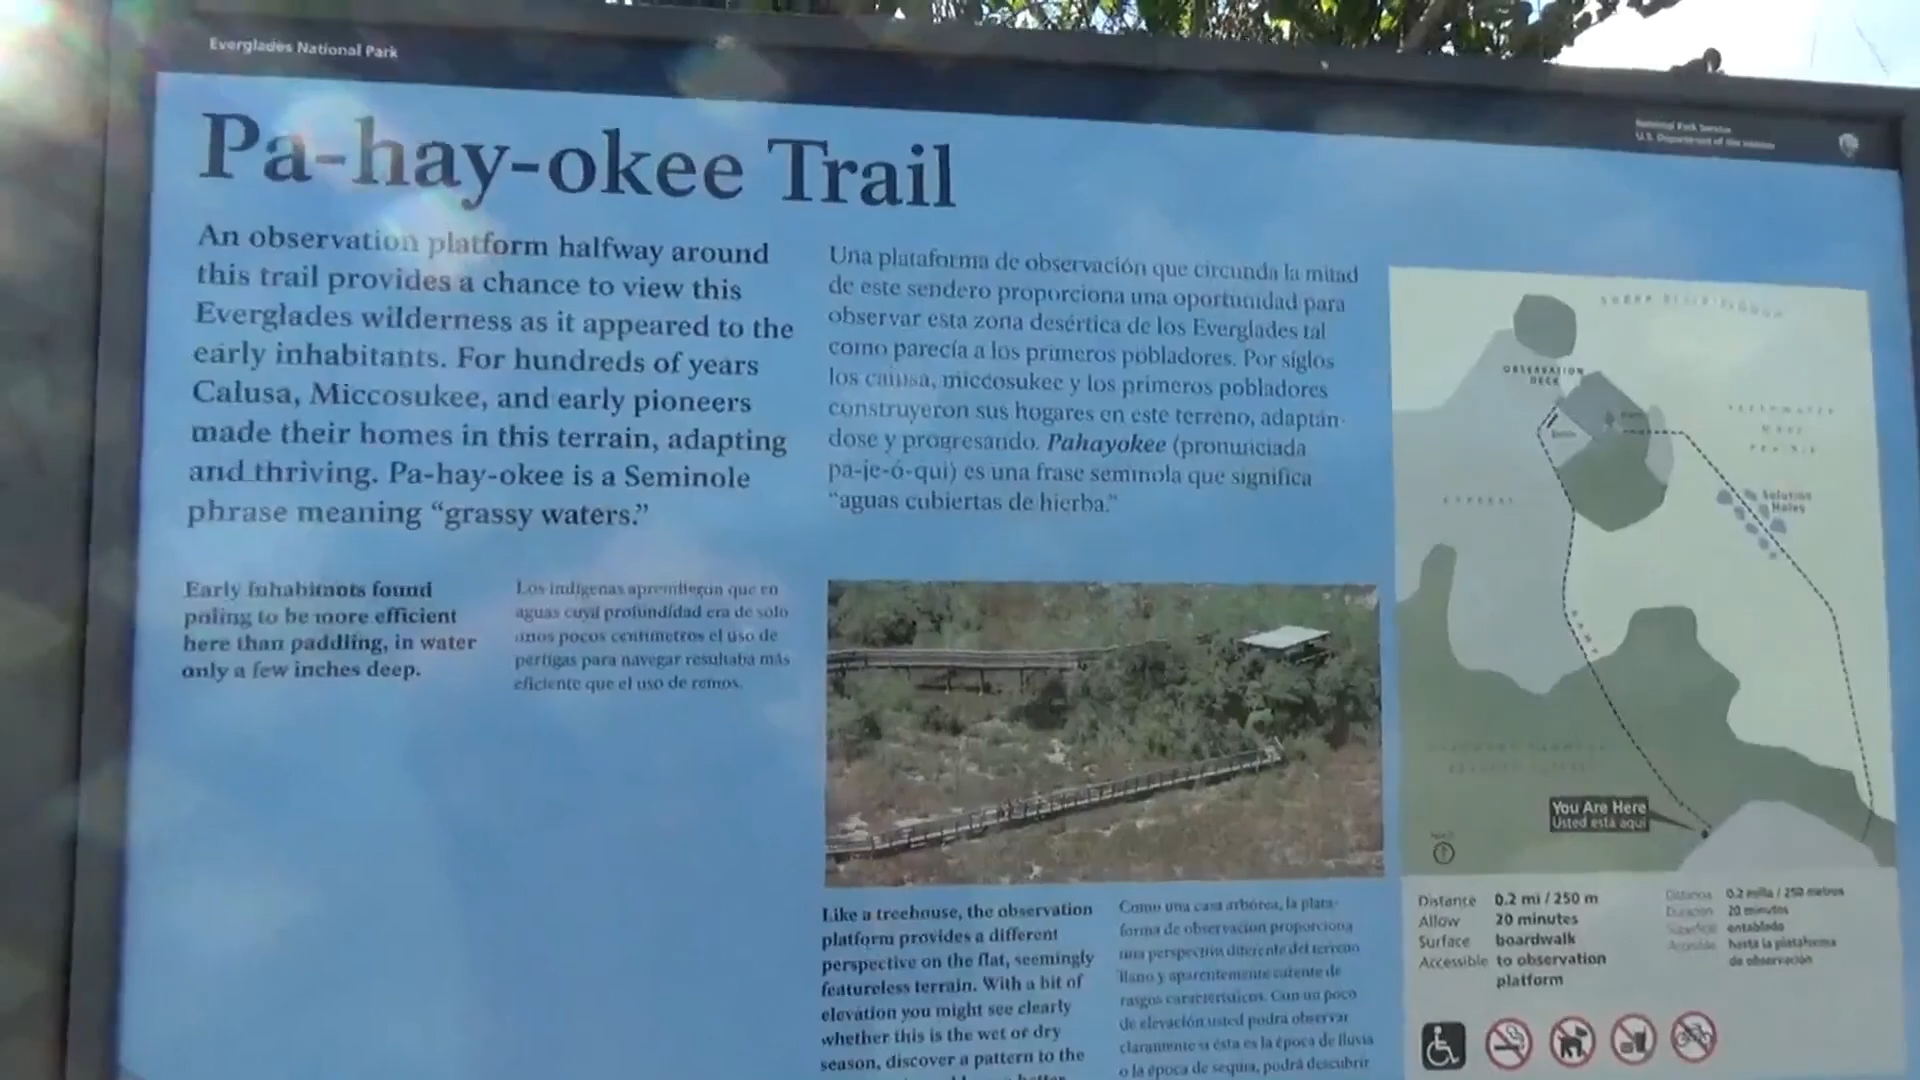 Everglades National Park
National Park Service
U.S. Department of the Interior
Pa-hay-okee Trail
An observation platform halfway around
this trail provides a chance to view this
Everglades wilderness as it appeared to the
early inhabitants. For hundreds of years
Calusa, Miccosukee, and early pioneers
made their homes in this terrain, adapting
and thriving. Pa-hay-okee is a Seminole
phrase meaning “grassy waters.”
Una plataforma de observación que circunda la mitad
de este sendero proporciona una oportunidad para
observar esta zona desértica de los Everglades tal
como parecía a los primeros pobladores. Por siglos
los calusa, miccosukee y los primeros pobladores
construyeron sus hogares en este terreno, adaptán-
dose y progresando. Pahayokee (pronunciada
pa-je-ó-qui) es una frase seminola que significa
“aguas cubiertas de hierba.”
Early inhabitants found
poling to be more efficient
here than paddling, in water
only a few inches deep.
Los indígenas aprendieron que en
aguas cuya profundidad era de sólo
unos pocos centímetros el uso de
pértigas para navegar resultaba más
eficiente que el uso de remos.
Like a treehouse, the observation
platform provides a different
perspective on the flat, seemingly
featureless terrain. With a bit of
elevation you might see clearly
whether this is the wet or dry
season, discover a pattern to the
Como una casa arbórea, la plata-
forma de observación proporciona
una perspectiva diferente del terreno
llano y aparentemente carente de
rasgos característicos. Con un poco
de elevación usted podrá observar
claramente si ésta es la época de lluvia
o la época de sequía, podrá descubrir
OBSERVATION
DECK
CYPRESS
Solution
Holes
RAMP
You Are Here
Usted está aquí
Distance 0.2 mi / 250 m
Allow 20 minutes
Surface boardwalk
Accessible to observation
platform
Distancia 0.2 milla / 250 metros
Duración 20 minutos
Superficie entablado
Accesible hasta la plataforma
de observación